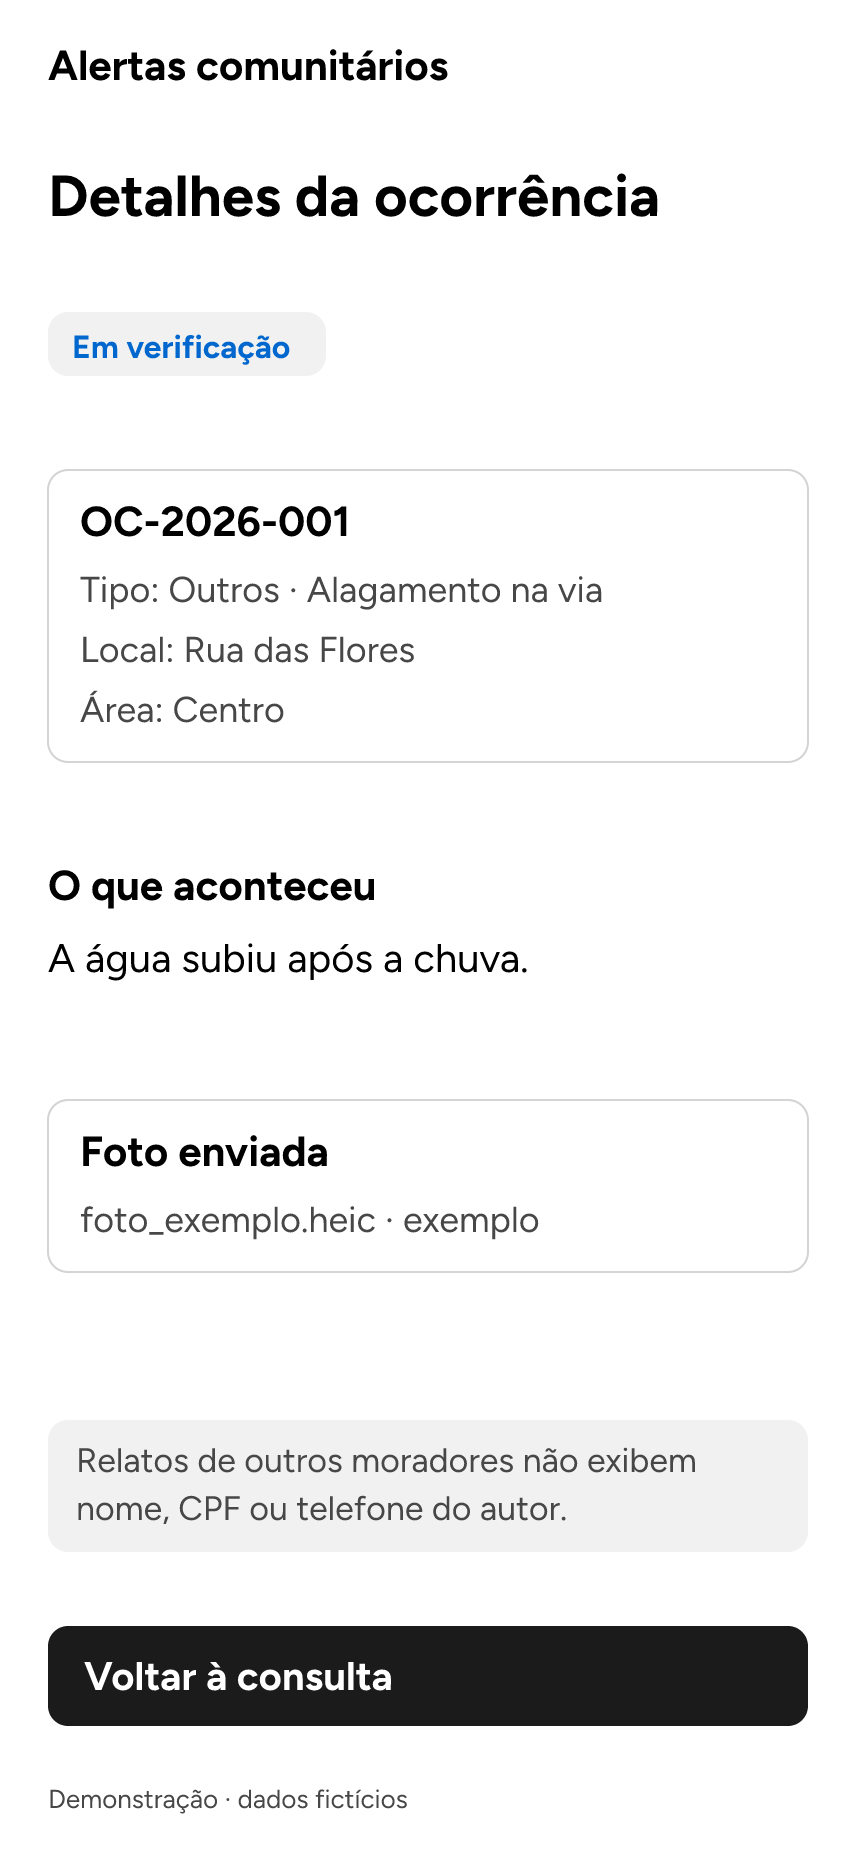 Alertas comunitários
Detalhes da ocorrência
Em verificação
OC-2026-001
Tipo: Outros · Alagamento na via
Local: Rua das Flores
Área: Centro
O que aconteceu
A água subiu após a chuva.
Foto enviada
foto_exemplo.heic · exemplo
Relatos de outros moradores não exibem
nome, CPF ou telefone do autor.
Voltar à consulta
Demonstração · dados fictícios